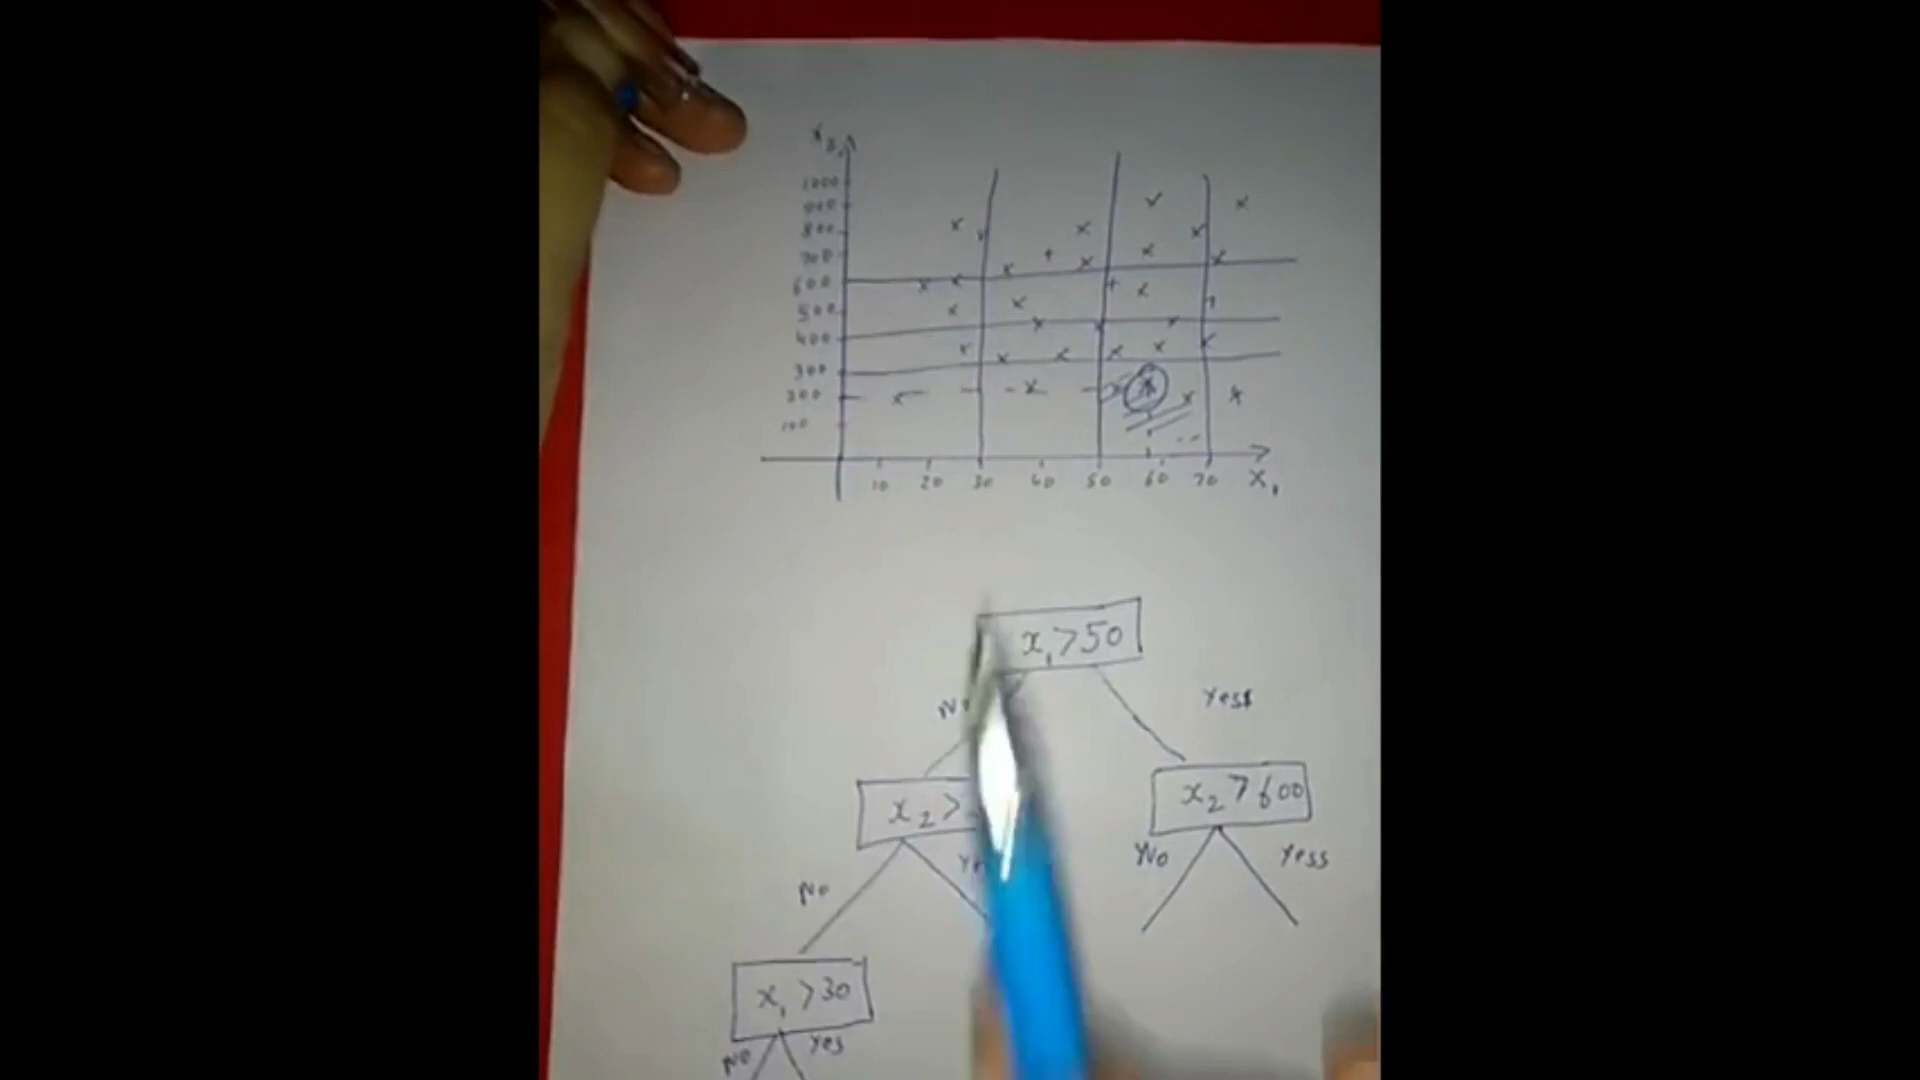 x₂
1000
900
800
700
600
500
400
300
200
100
10 20 30 40 50 60 70 x₁
x₁>50
No Yess
x₂> x₂>600
No Yess
No
x₁>30
No Yes